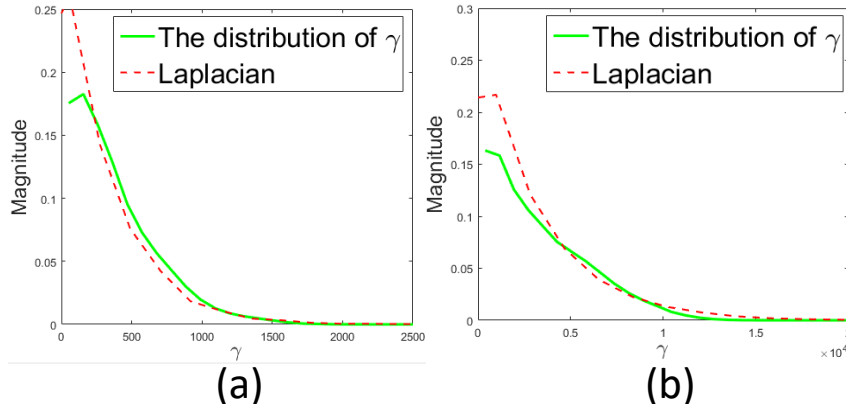 0.25
0.2
0.15
0.1
0.05
0
Magnitude
The distribution of γ
Laplacian
0 500 1000 1500 2000 2500
γ
(a)
0.3
0.25
0.2
0.15
0.1
0.05
0
Magnitude
The distribution of γ
Laplacian
0 0.5 1 1.5
×10
γ
(b)